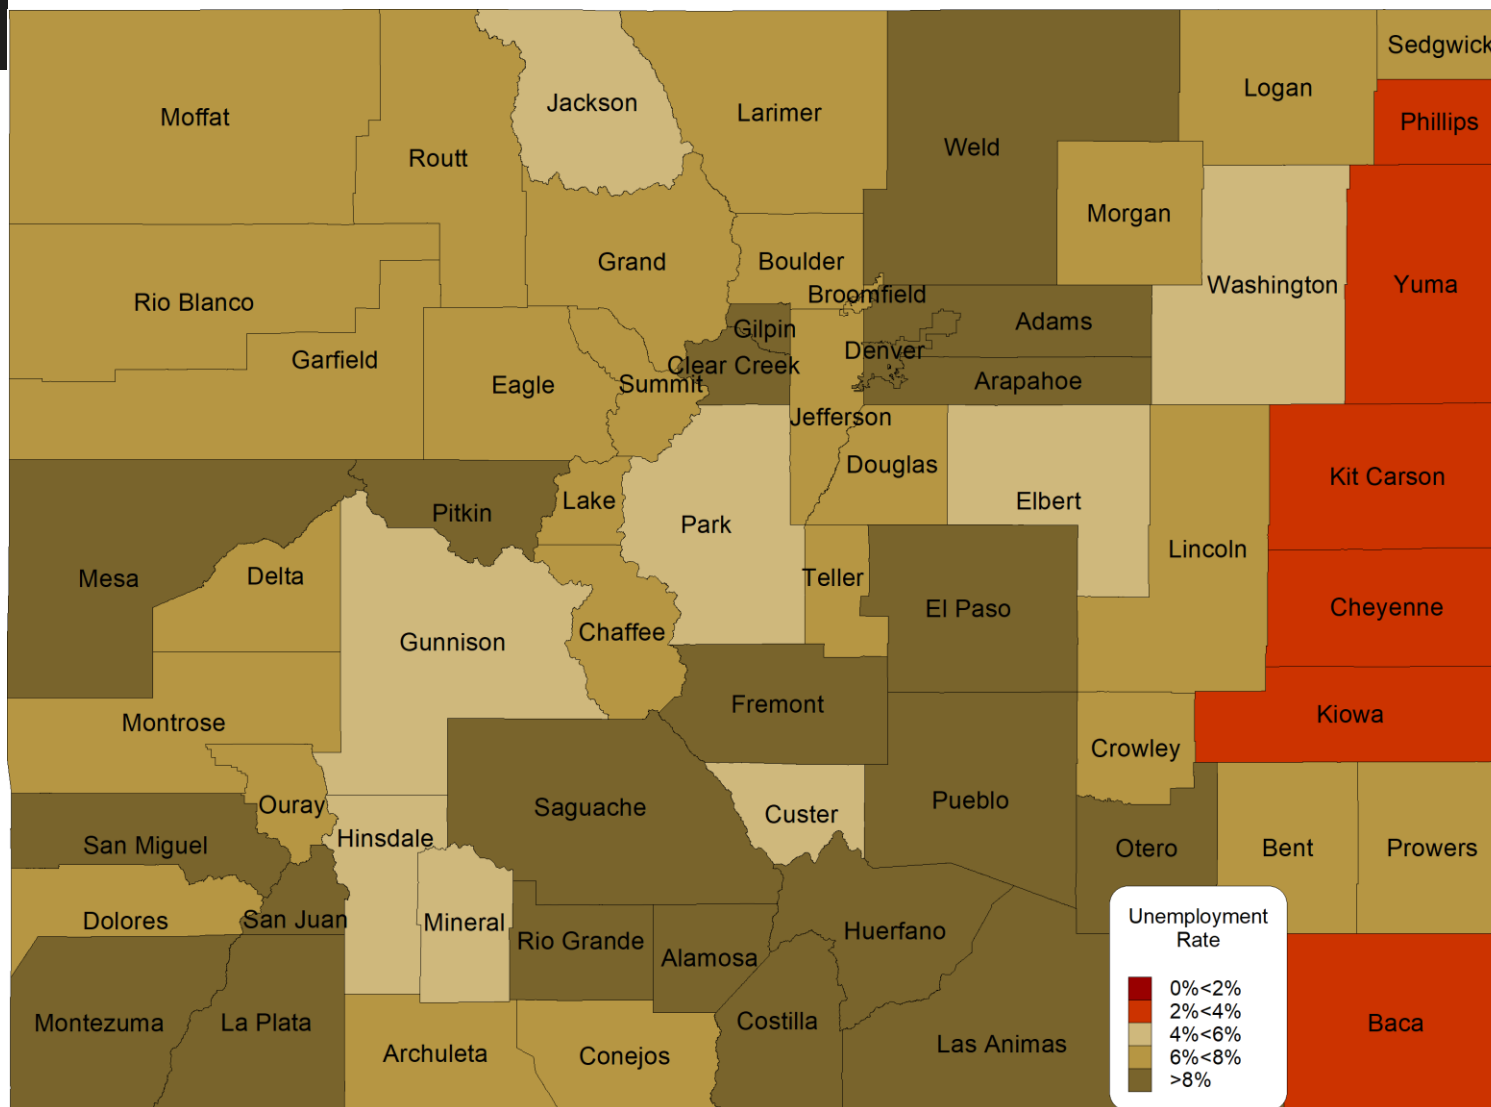 Sedgwick
Logan
Jackson
Larimer
Moffat
Phillips
Weld
Routt
Morgan
Grand
Boulder
Washington
Yuma
Broomfield
Rio Blanco
Adams
Gilpin
Denver
Garfield
Clear Creek
Arapahoe
Eagle
Summit
Jefferson
Douglas
Kit Carson
Lake
Elbert
Pitkin
Park
Lincoln
Mesa
Delta
Teller
El Paso
Cheyenne
Chaffee
Gunnison
Fremont
Kiowa
Montrose
Crowley
Pueblo
Ouray
Saguache
Custer
Hinsdale
San Miguel
Otero
Bent
Prowers
Dolores
San Juan
Mineral
Huerfano
Rio Grande
Alamosa
Montezuma
La Plata
Costilla
Baca
Las Animas
Archuleta
Conejos
Unemployment
Rate
0%<2%
2%<4%
4%<6%
6%<8%
>8%